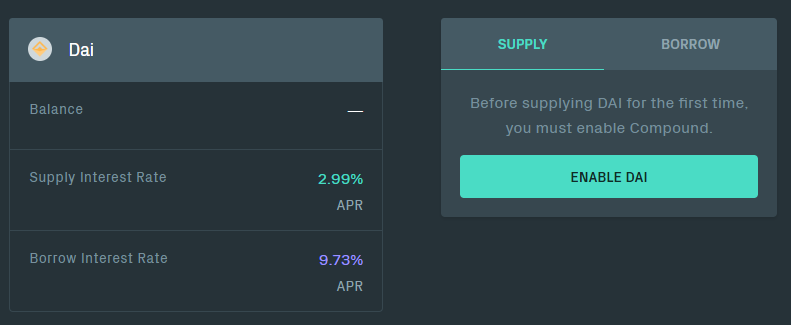 Dai
Balance
—
Supply Interest Rate
2.99%
APR
Borrow Interest Rate
9.73%
APR
SUPPLY
BORROW
Before supplying DAI for the first time,
you must enable Compound.
ENABLE DAI